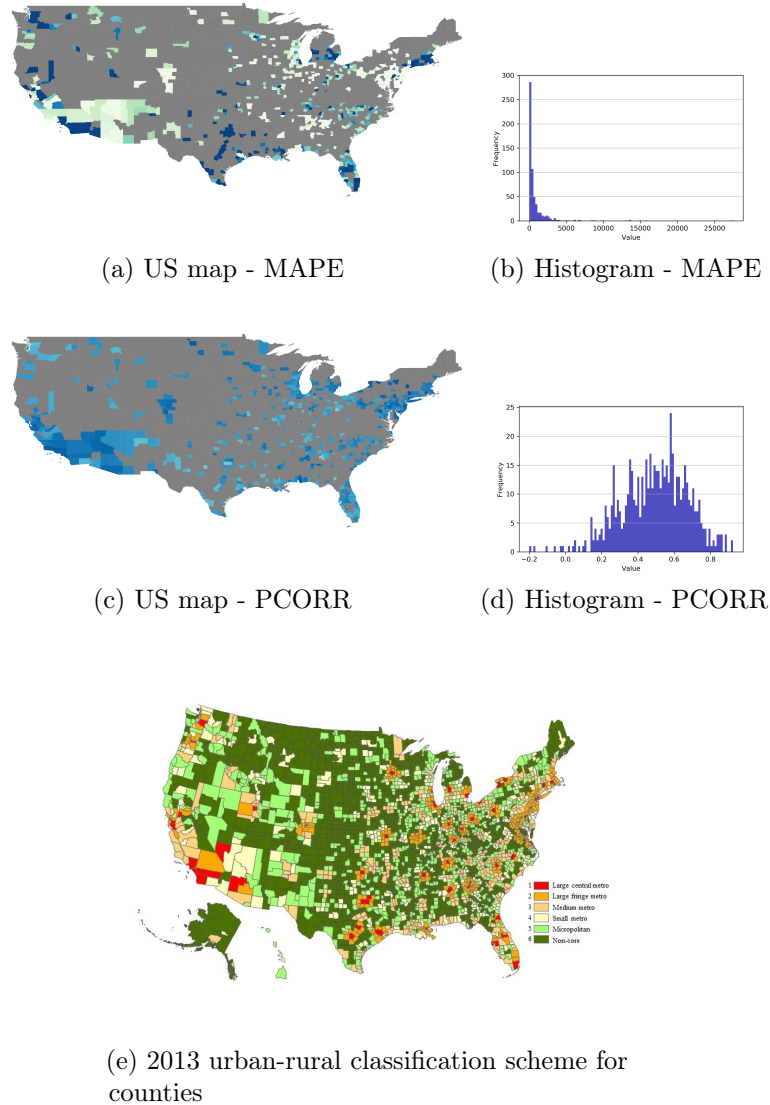 300
250
200
150
100
50
0
Frequency
0 5000 10000 15000 20000 25000
Value
(a) US map - MAPE
(b) Histogram - MAPE
25
20
15
10
5
0
Frequency
−0.2 0.0 0.2 0.4 0.6 0.8
Value
(c) US map - PCORR
(d) Histogram - PCORR
1 Large central metro
2 Large fringe metro
3 Medium metro
4 Small metro
5 Micropolitan
6 Non-core
(e) 2013 urban-rural classification scheme for
counties